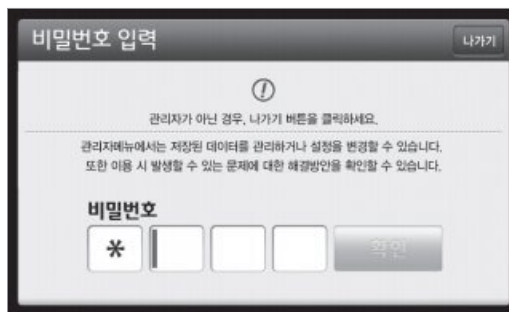 비밀번호 입력
나가기
관리자가 아닌 경우, 나가기 버튼을 클릭하세요.
관리자메뉴에서는 저장된 데이터를 관리하거나 설정을 변경할 수 있습니다.
또한 이용 시 발생할 수 있는 문제에 대한 해결방안을 확인할 수 있습니다.
비밀번호
*
확인